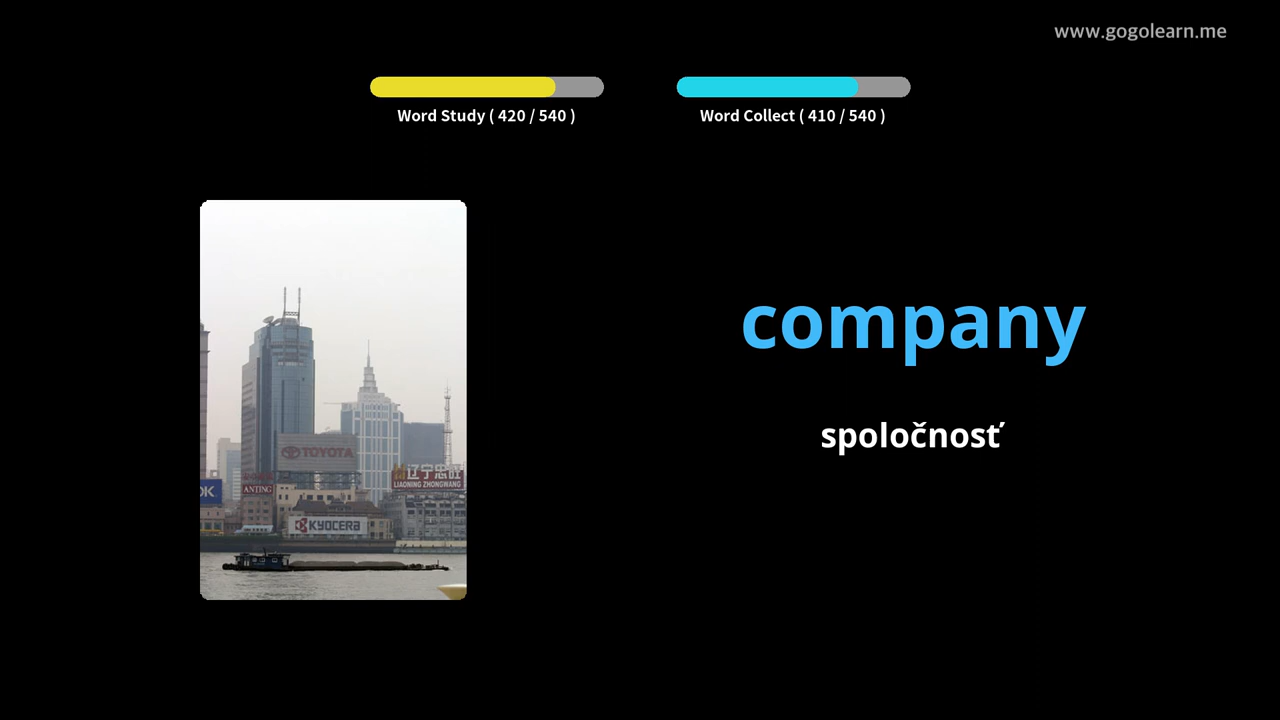 www.gogolearn.me
Word Study ( 420 / 540 )
Word Collect ( 410 / 540 )
company
spoločnosť
TOYOTA
辽宁忠旺
LIAONING ZHONGWANG
OK
ANTING
KYOCERA